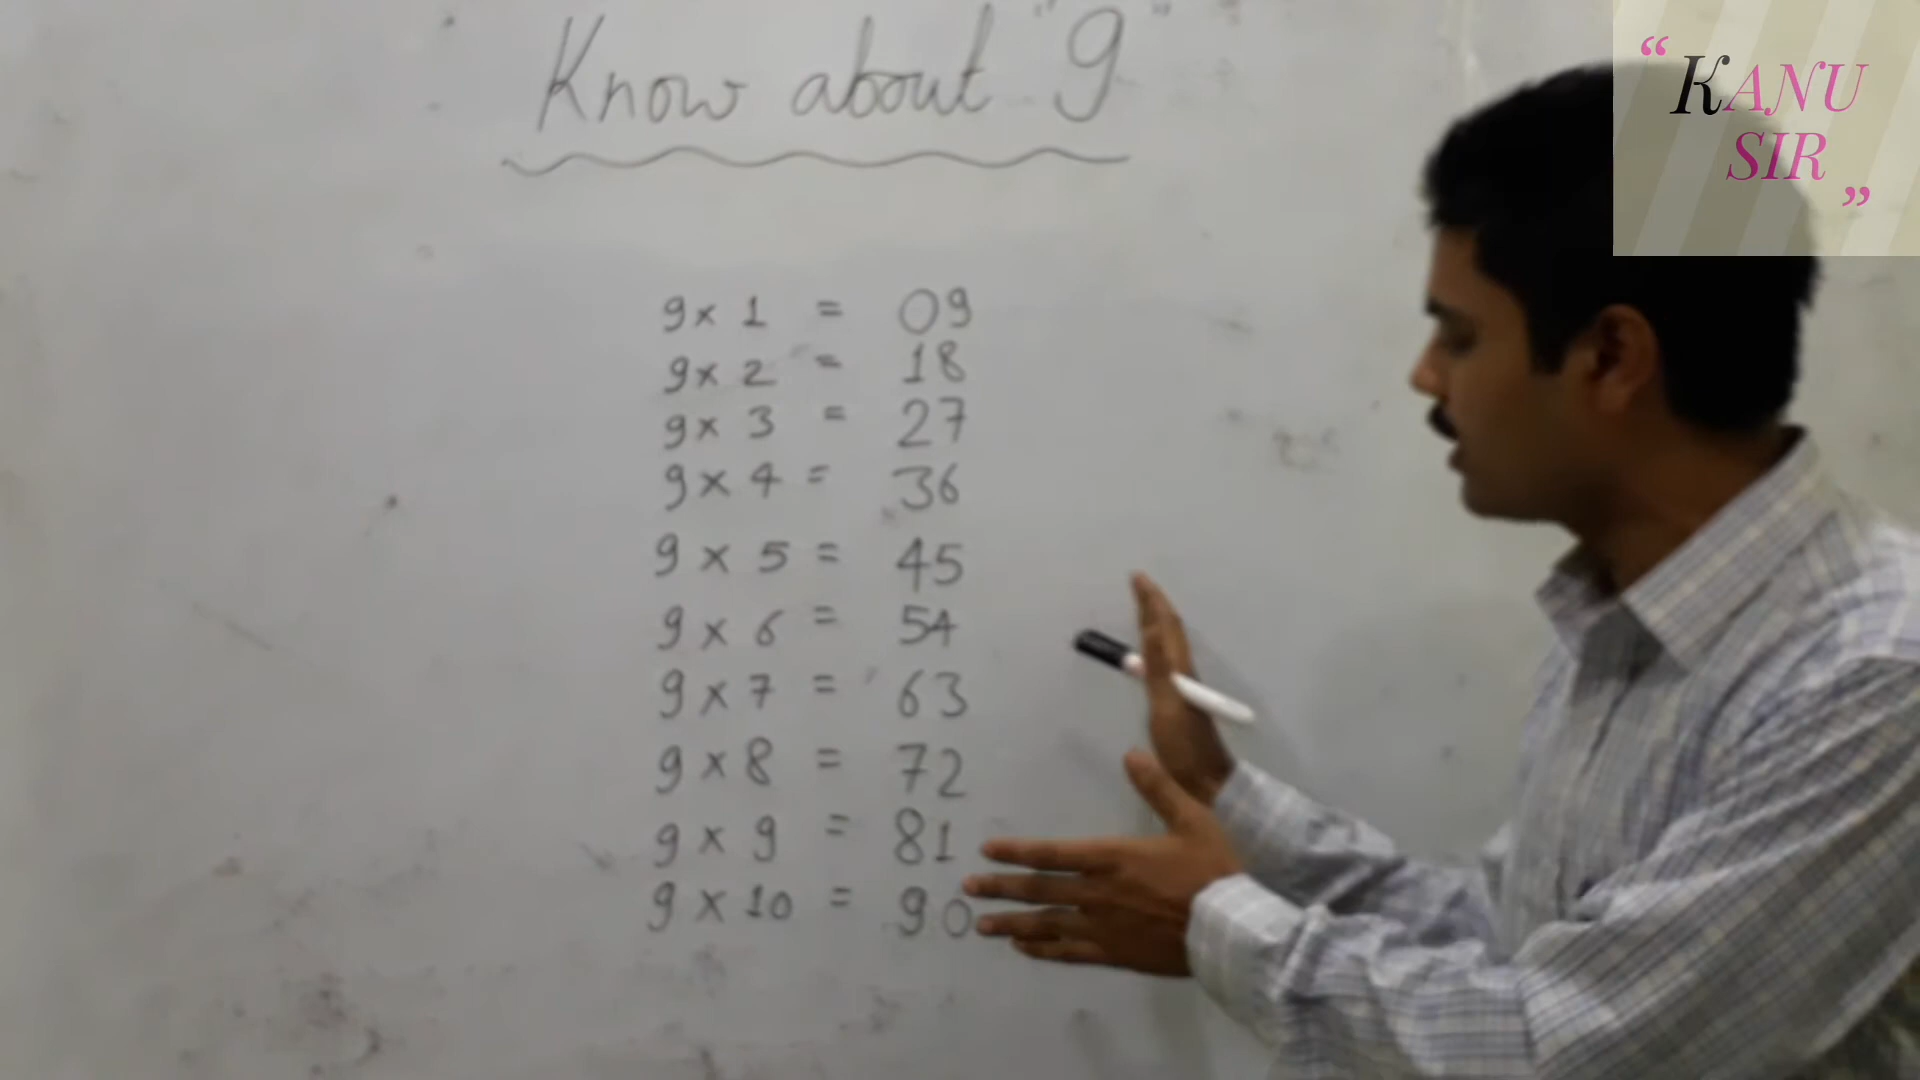 Know about "9"
9 x 1 = 09
9 x 2 = 18
9 x 3 = 27
9 x 4 = 36
9 x 5 = 45
9 x 6 = 54
9 x 7 = 63
9 x 8 = 72
9 x 9 = 81
9 x 10 = 90
“KANU
SIR”